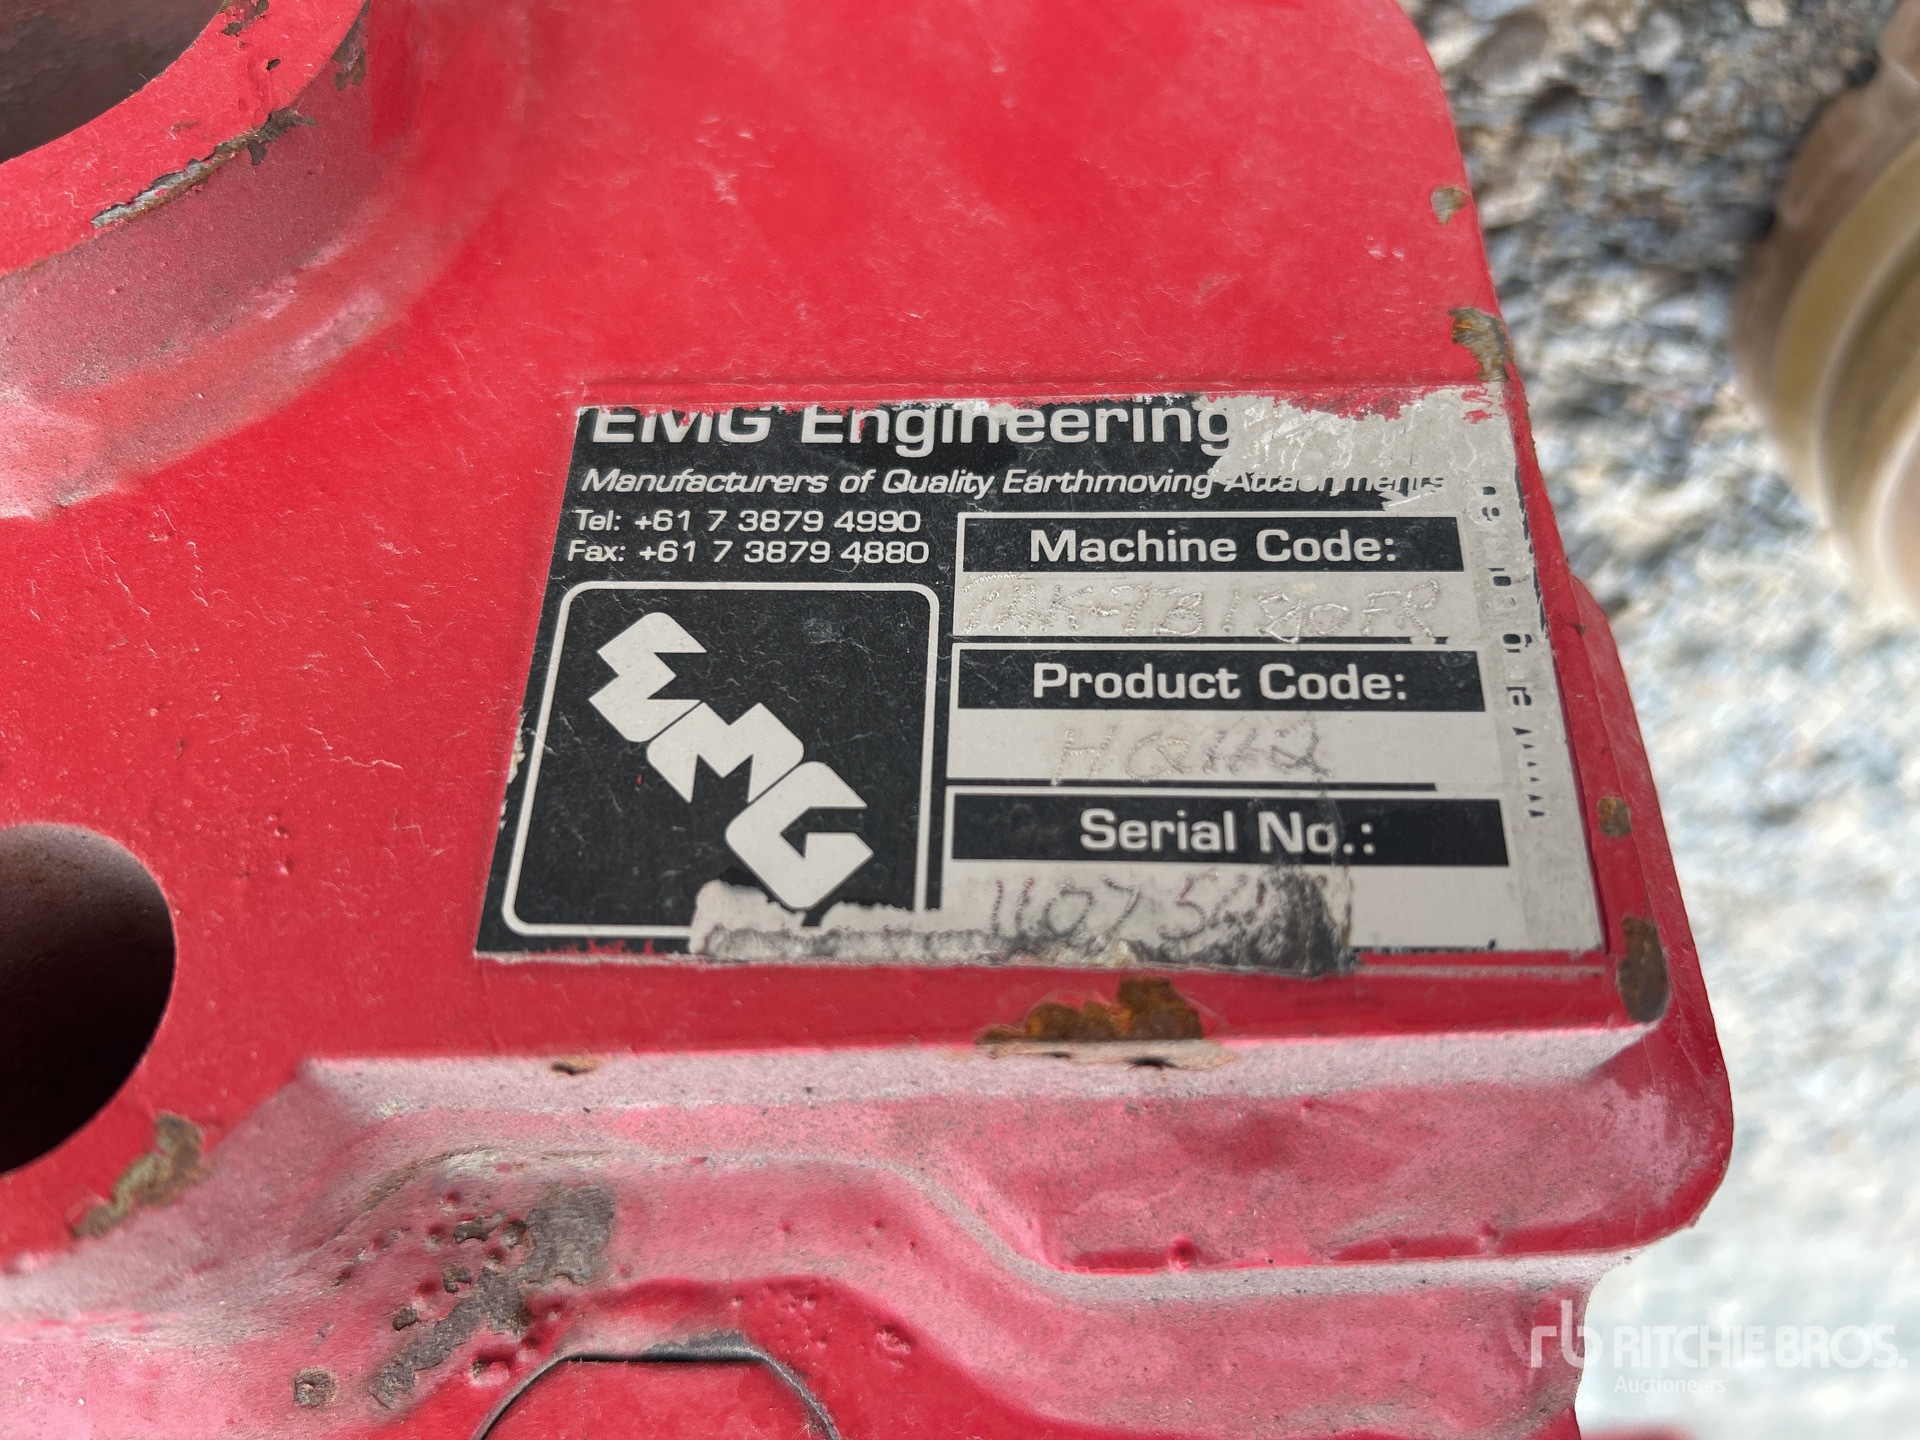 EMG Engineering
Manufacturers of Quality Earthmoving Attachments
Tel: +61 7 3879 4990
Fax: +61 7 3879 4880
Machine Code:
EMG
Product Code:
Serial No.:
RITCHIE BROS.
Auctioneers